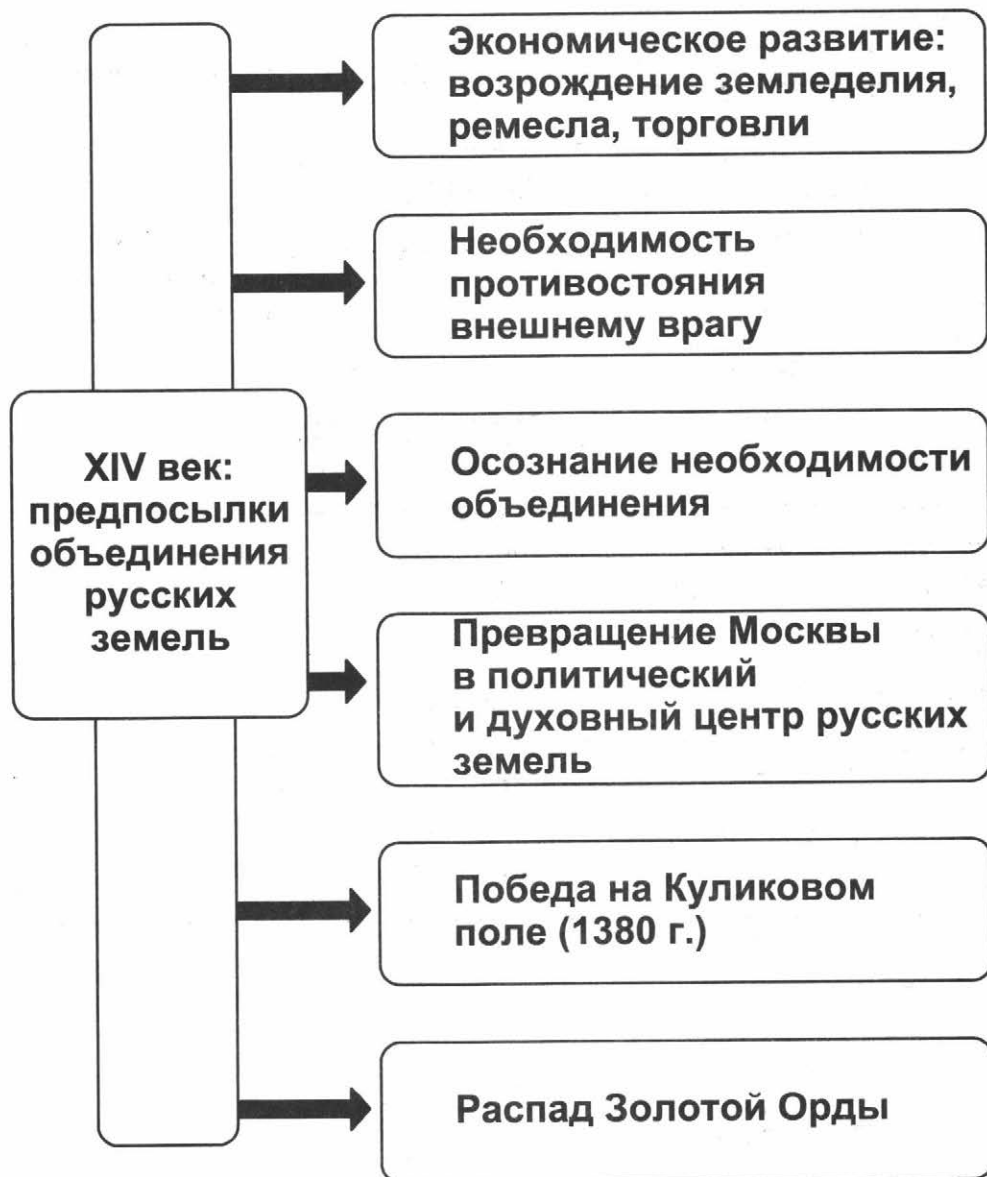 Экономическое развитие:
возрождение земледелия,
ремесла, торговли
Необходимость
противостояния
внешнему врагу
XIV век:
предпосылки
объединения
русских
земель
Осознание необходимости
объединения
Превращение Москвы
в политический
и духовный центр русских
земель
Победа на Куликовом
поле (1380 г.)
Распад Золотой Орды